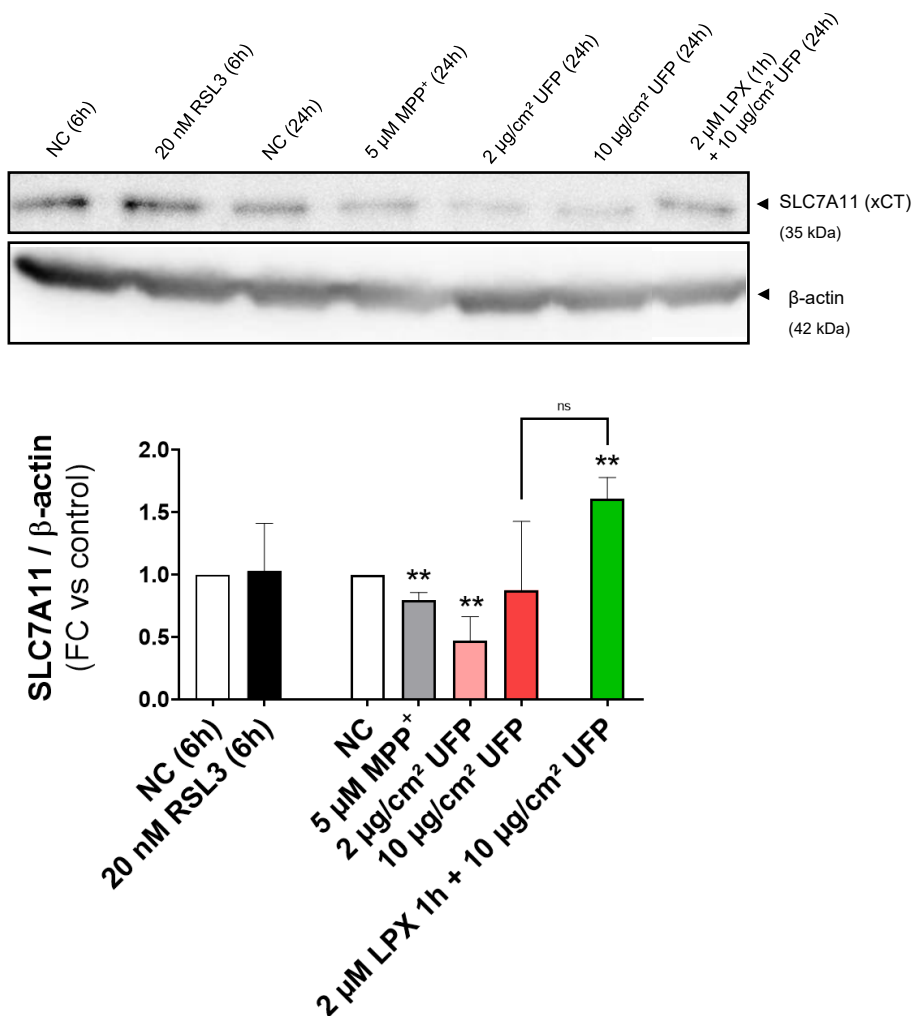 NC (6h)
20 nM RSL3 (6h)
NC (24h)
5 µM MPP⁺ (24h)
2 µg/cm² UFP (24h)
10 µg/cm² UFP (24h)
2 µM LPX (1h)
+ 10 µg/cm² UFP (24h)
◄ SLC7A11 (xCT)
(35 kDa)
◄ β-actin
(42 kDa)
ns
SLC7A11 / β-actin
(FC vs control)
2.0
1.5
1.0
0.5
0.0
**
**
**
NC (6h)
20 nM RSL3 (6h)
NC
5 µM MPP⁺
2 µg/cm² UFP
10 µg/cm² UFP
2 µM LPX 1h + 10 µg/cm² UFP